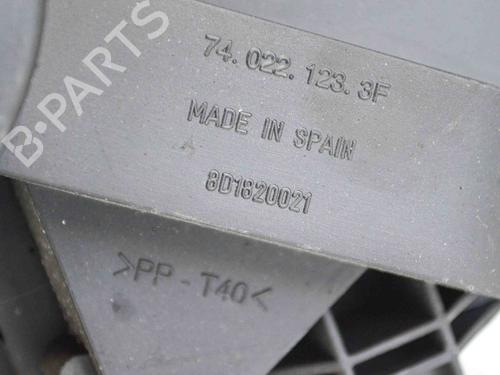 B-PARTS
74.022.123.3F
MADE IN SPAIN
8D1820021
>PP-T40<